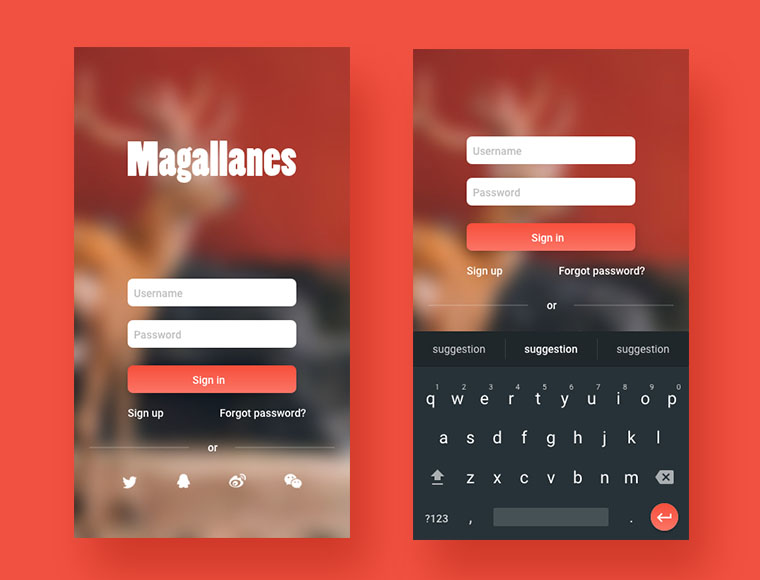 Magallanes
Username
Password
Sign in
Sign up Forgot password?
or
Username
Password
Sign in
Sign up Forgot password?
or
suggestion suggestion suggestion
1 2 3 4 5 6 7 8 9 0
q w e r t y u i o p
a s d f g h j k l
z x c v b n m
?123 , .